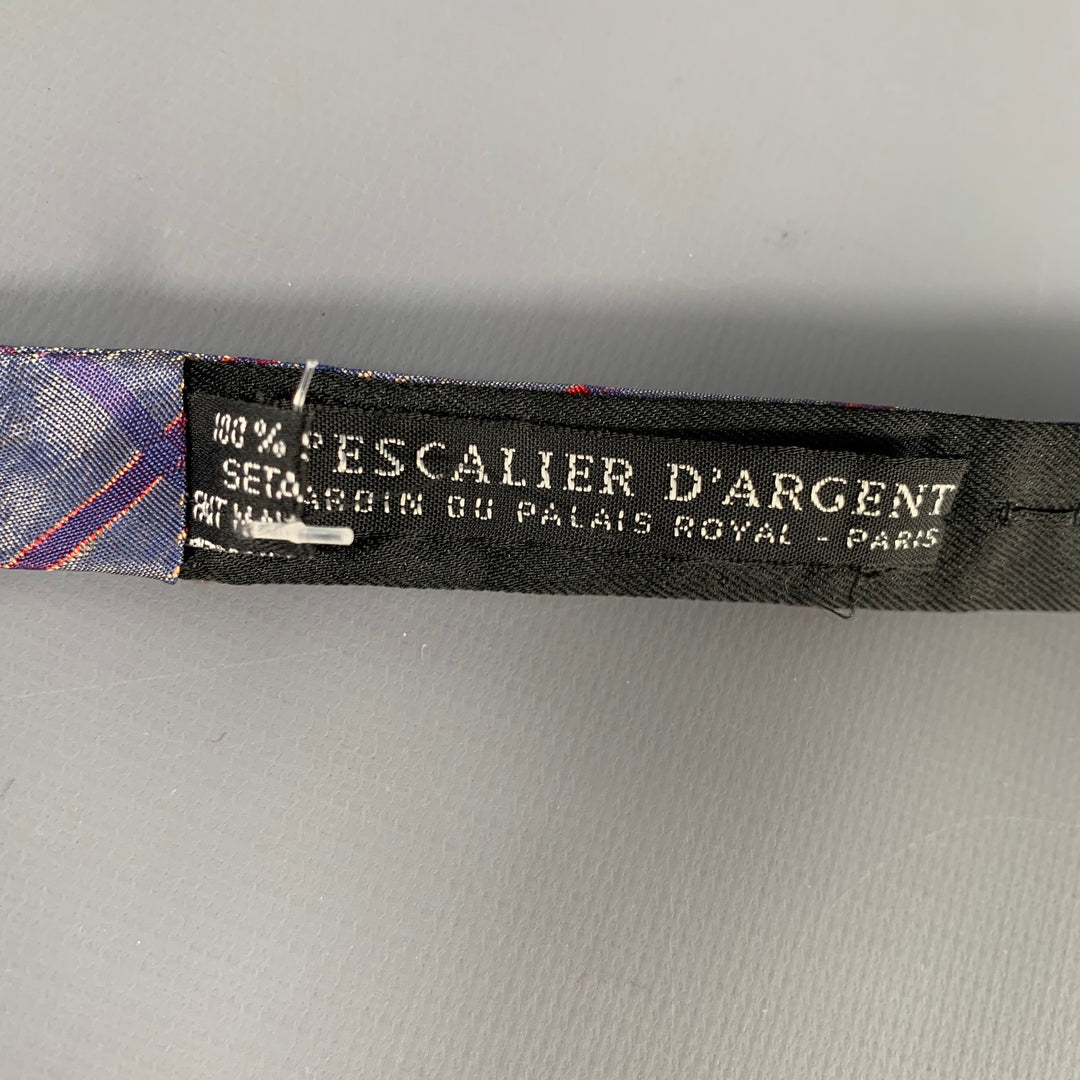 100%
SETA
ESCALIER D'ARGENT
ARDIN DU PALAIS ROYAL - PARIS